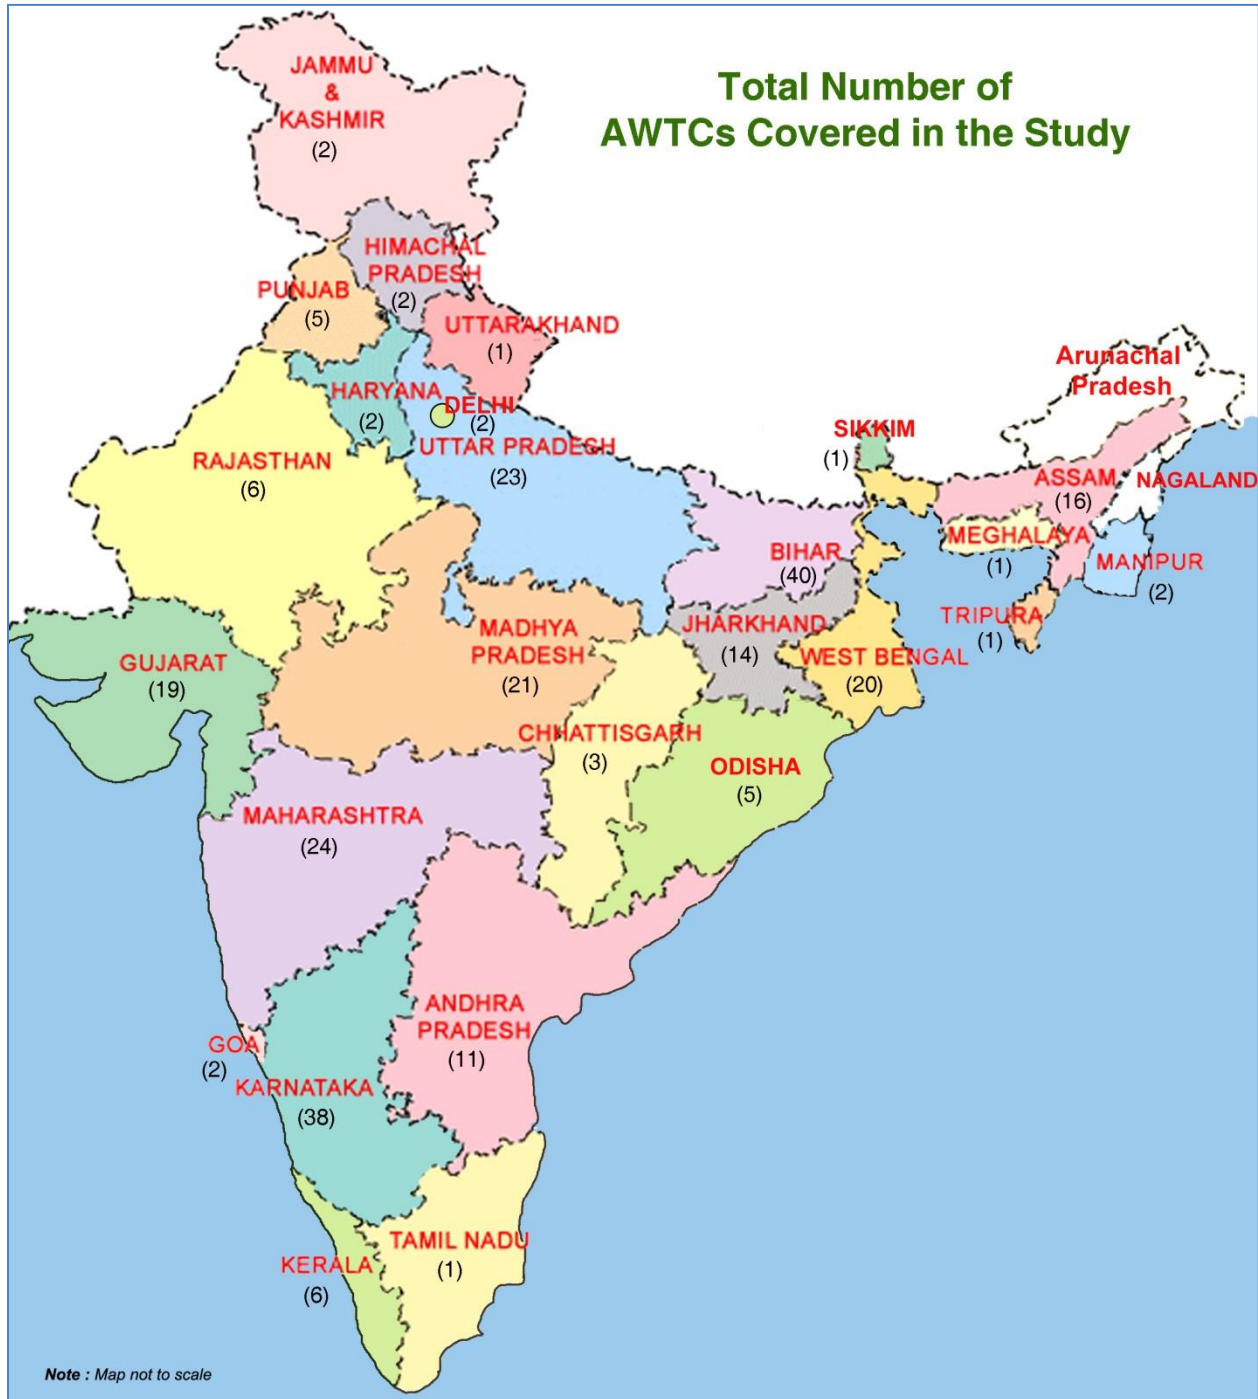 Total Number of
AWTCs Covered in the Study
JAMMU
&
KASHMIR
(2)
HIMACHAL
PRADESH
(2)
PUNJAB
(5)
UTTARAKHAND
(1)
HARYANA
(2)
DELHI
(2)
UTTAR PRADESH
(23)
RAJASTHAN
(6)
Arunachal
Pradesh
SIKKIM
(1)
ASSAM
(16)
NAGALAND
MEGHALAYA
(1)
MANIPUR
(2)
TRIPURA
(1)
BIHAR
(40)
JHARKHAND
(14)
WEST BENGAL
(20)
GUJARAT
(19)
MADHYA
PRADESH
(21)
CHHATTISGARH
(3)
ODISHA
(5)
MAHARASHTRA
(24)
ANDHRA
PRADESH
(11)
GOA
(2)
KARNATAKA
(38)
TAMIL NADU
(1)
KERALA
(6)
Note : Map not to scale